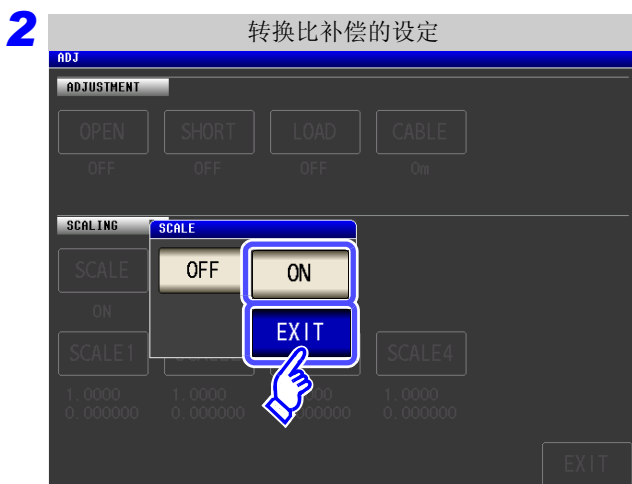 2
转换比补偿的设定
ADJ
ADJUSTMENT
OPEN SHORT LOAD CABLE
OFF OFF OFF 0m
SCALING
SCALE
SCALE
OFF ON
ON
EXIT
SCALE1 SCALE4
1.0000 1.0000 1.0000
0.000000 0.000000 0.000000
EXIT